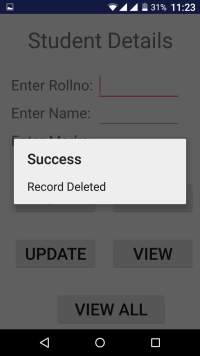 31% 11:23
Student Details
Enter Rollno:
Enter Name:
Success
Record Deleted
UPDATE VIEW
VIEW ALL